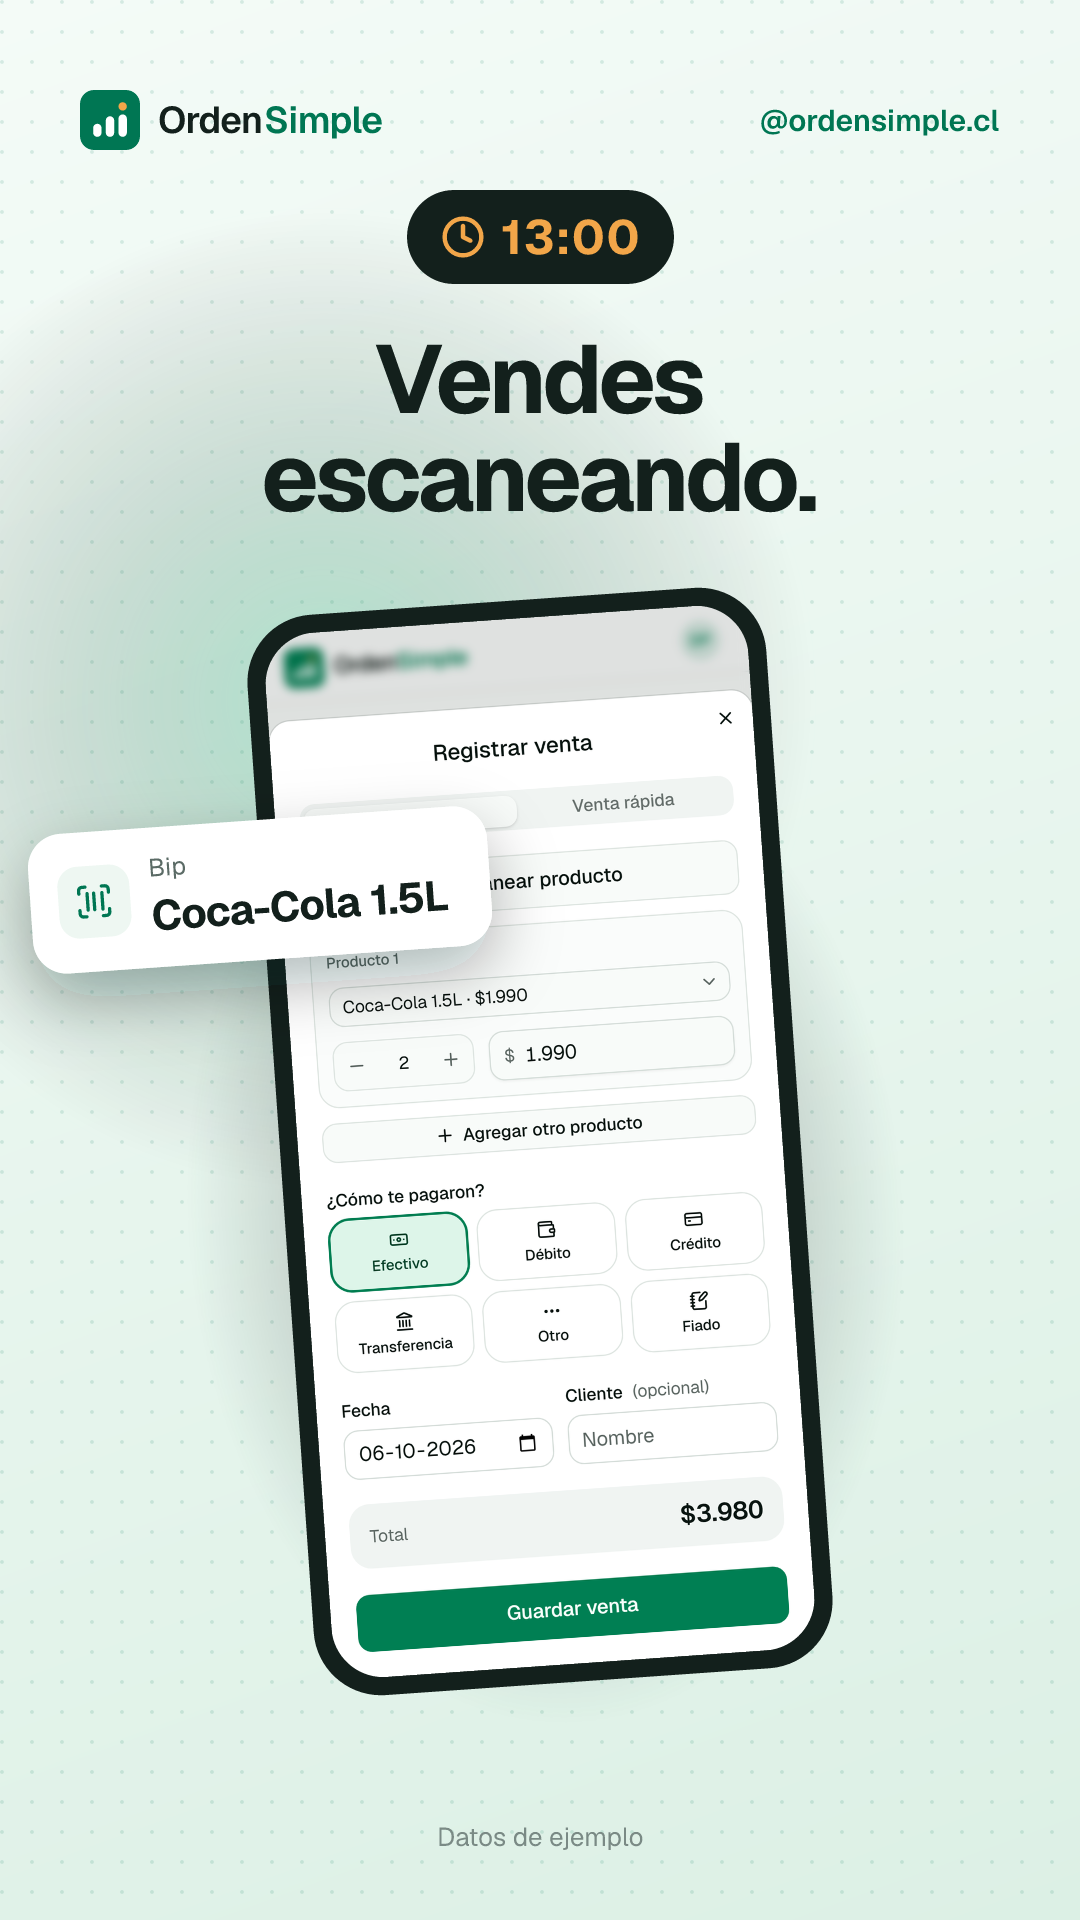 OrdenSimple
@ordensimple.cl
13:00
Vendes
escaneando.
OrdenSimple
Registrar venta
Venta rápida
Bip
Coca-Cola 1.5L
producto
Producto 1
Coca-Cola 1.5L · $1.990
2
$ 1.990
Agregar otro producto
¿Cómo te pagaron?
Efectivo
Débito
Crédito
Transferencia
Otro
Fiado
Fecha
Cliente (opcional)
06-10-2026
Nombre
Total
$3.980
Guardar venta
Datos de ejemplo